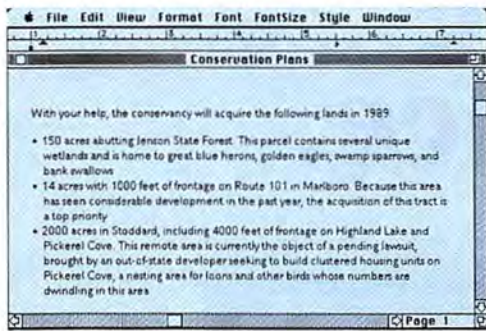 File Edit View Format Font FontSize Style Window
1 2 3 4 5 6 7
Conservation Plans
With your help, the conservancy will acquire the following lands in 1989
• 150 acres abutting Jenson State Forest. This parcel contains several unique
wetlands and is home to great blue herons, golden eagles, swamp sparrows, and
bank swallows
• 14 acres with 1000 feet of frontage on Route 101 in Marlboro. Because this area
has seen considerable development in the past year, the acquisition of this tract is
a top priority
• 2000 acres in Stoddard, including 4000 feet of frontage on Highland Lake and
Pickerel Cove. This remote area is currently the object of a pending lawsuit,
brought by an out-of-state developer seeking to build clustered housing units on
Pickerel Cove, a nesting area for loons and other birds whose numbers are
dwindling in this area
Page 1